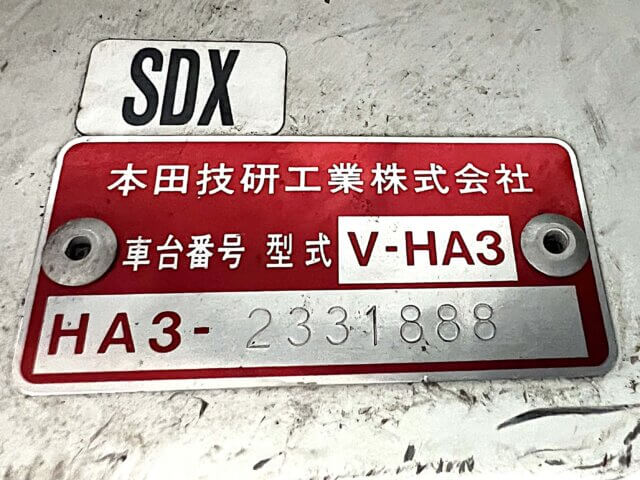 SDX
本田技研工業株式会社
車台番号 型式 V-HA3
HA3- 2331888